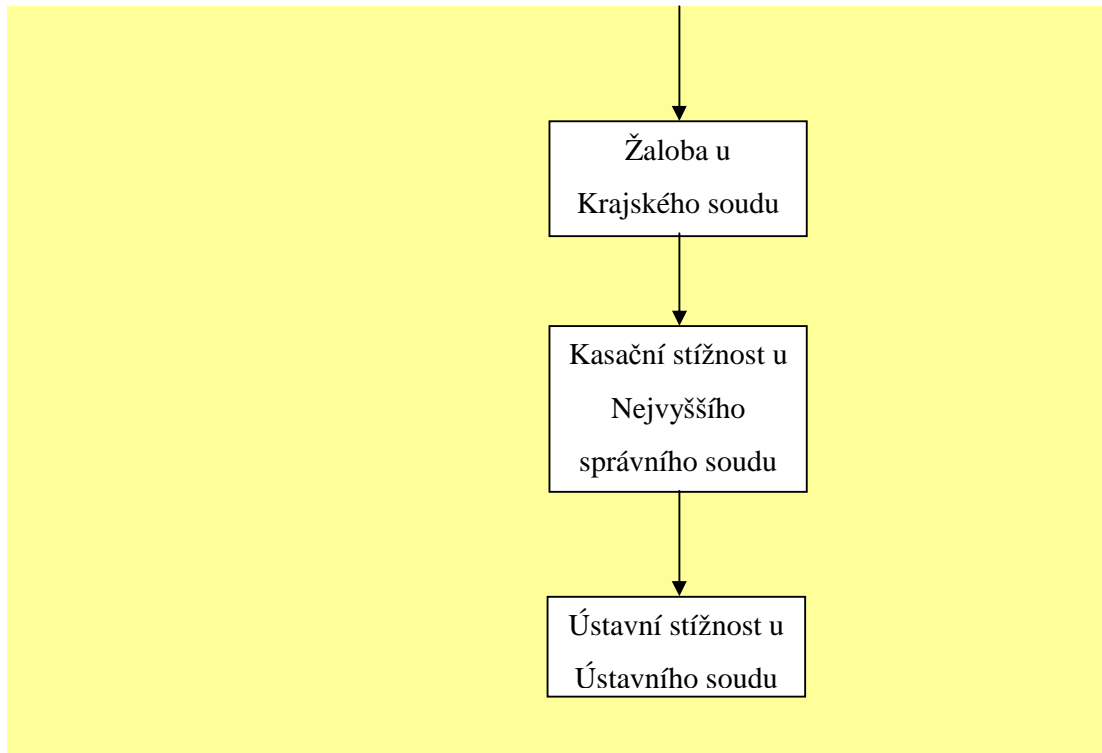 Žaloba u
Krajského soudu
Kasační stížnost u
Nejvyššího
správního soudu
Ústavní stížnost u
Ústavního soudu